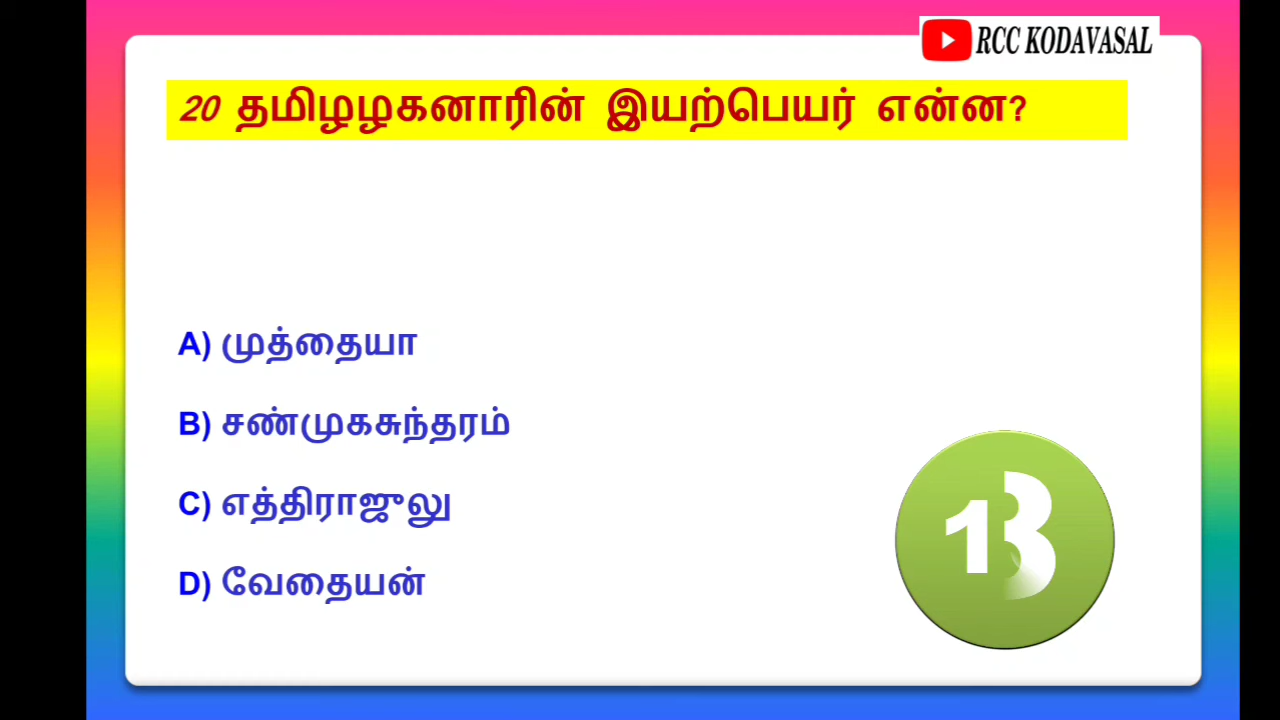 RCC KODAVASAL
20 தமிழழகனாரின் இயற்பெயர் என்ன?
A) முத்தையா
B) சண்முகசுந்தரம்
C) எத்திராஜுலு
D) வேதையன்
13